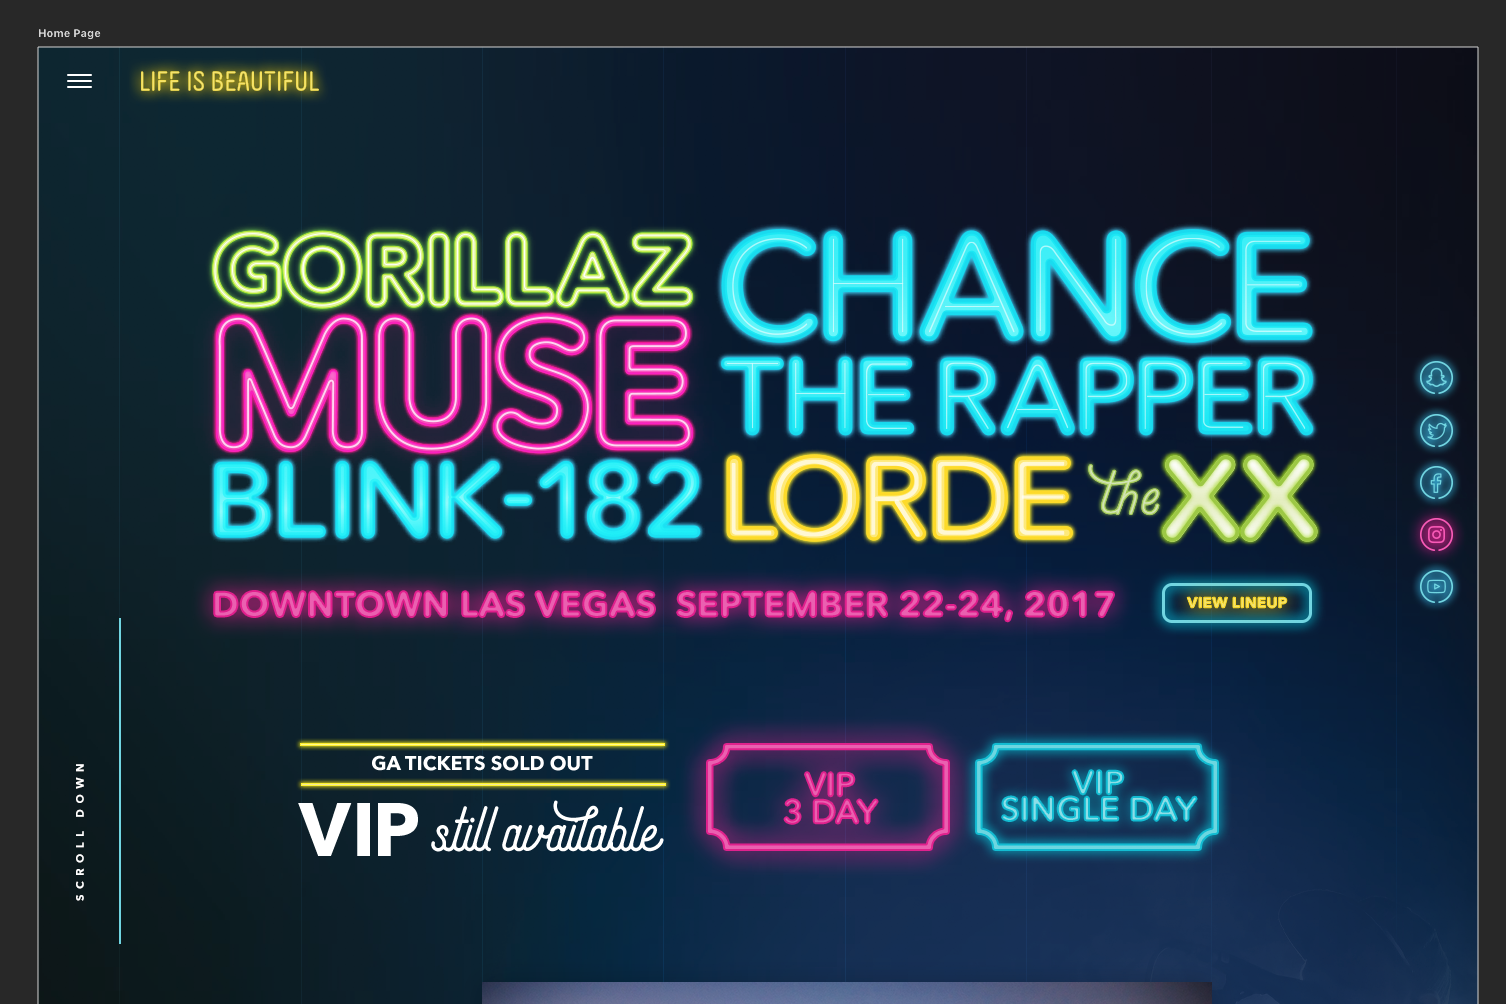 Home Page
LIFE IS BEAUTIFUL
GORILLAZ
MUSE
BLINK-182
CHANCE
THE RAPPER
LORDE the XX
DOWNTOWN LAS VEGAS SEPTEMBER 22-24, 2017
VIEW LINEUP
GA TICKETS SOLD OUT
VIP still available
VIP
3 DAY
VIP
SINGLE DAY
SCROLL DOWN